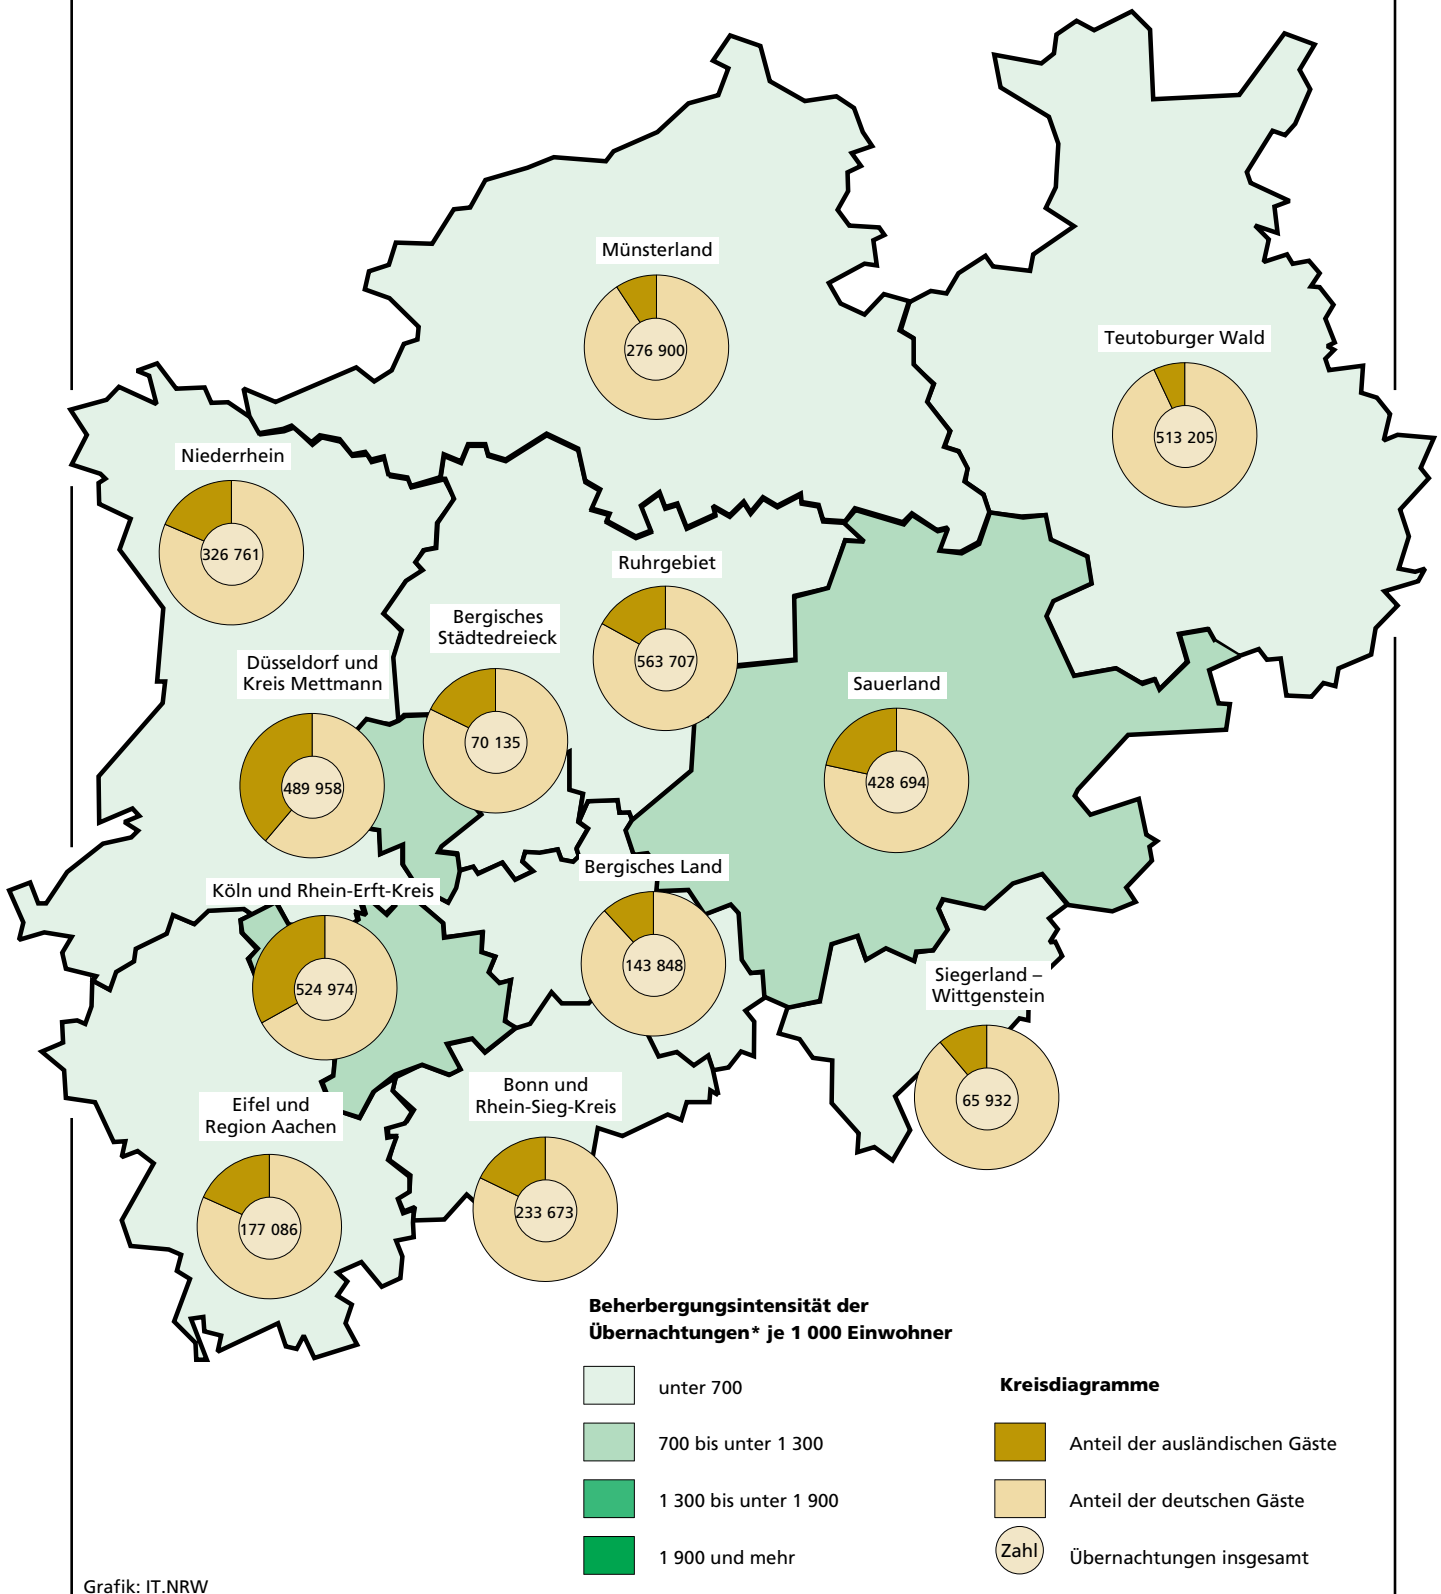 Münsterland
276 900
Teutoburger Wald
513 205
Niederrhein
326 761
Ruhrgebiet
563 707
Bergisches
Städtedreieck
70 135
Düsseldorf und
Kreis Mettmann
489 958
Sauerland
428 694
Bergisches Land
143 848
Köln und Rhein-Erft-Kreis
524 974
Siegerland –
Wittgenstein
65 932
Bonn und
Rhein-Sieg-Kreis
233 673
Eifel und
Region Aachen
177 086
Beherbergungsintensität der
Übernachtungen* je 1 000 Einwohner
unter 700
700 bis unter 1 300
1 300 bis unter 1 900
1 900 und mehr
Kreisdiagramme
Anteil der ausländischen Gäste
Anteil der deutschen Gäste
Zahl
Übernachtungen insgesamt
Grafik: IT.NRW